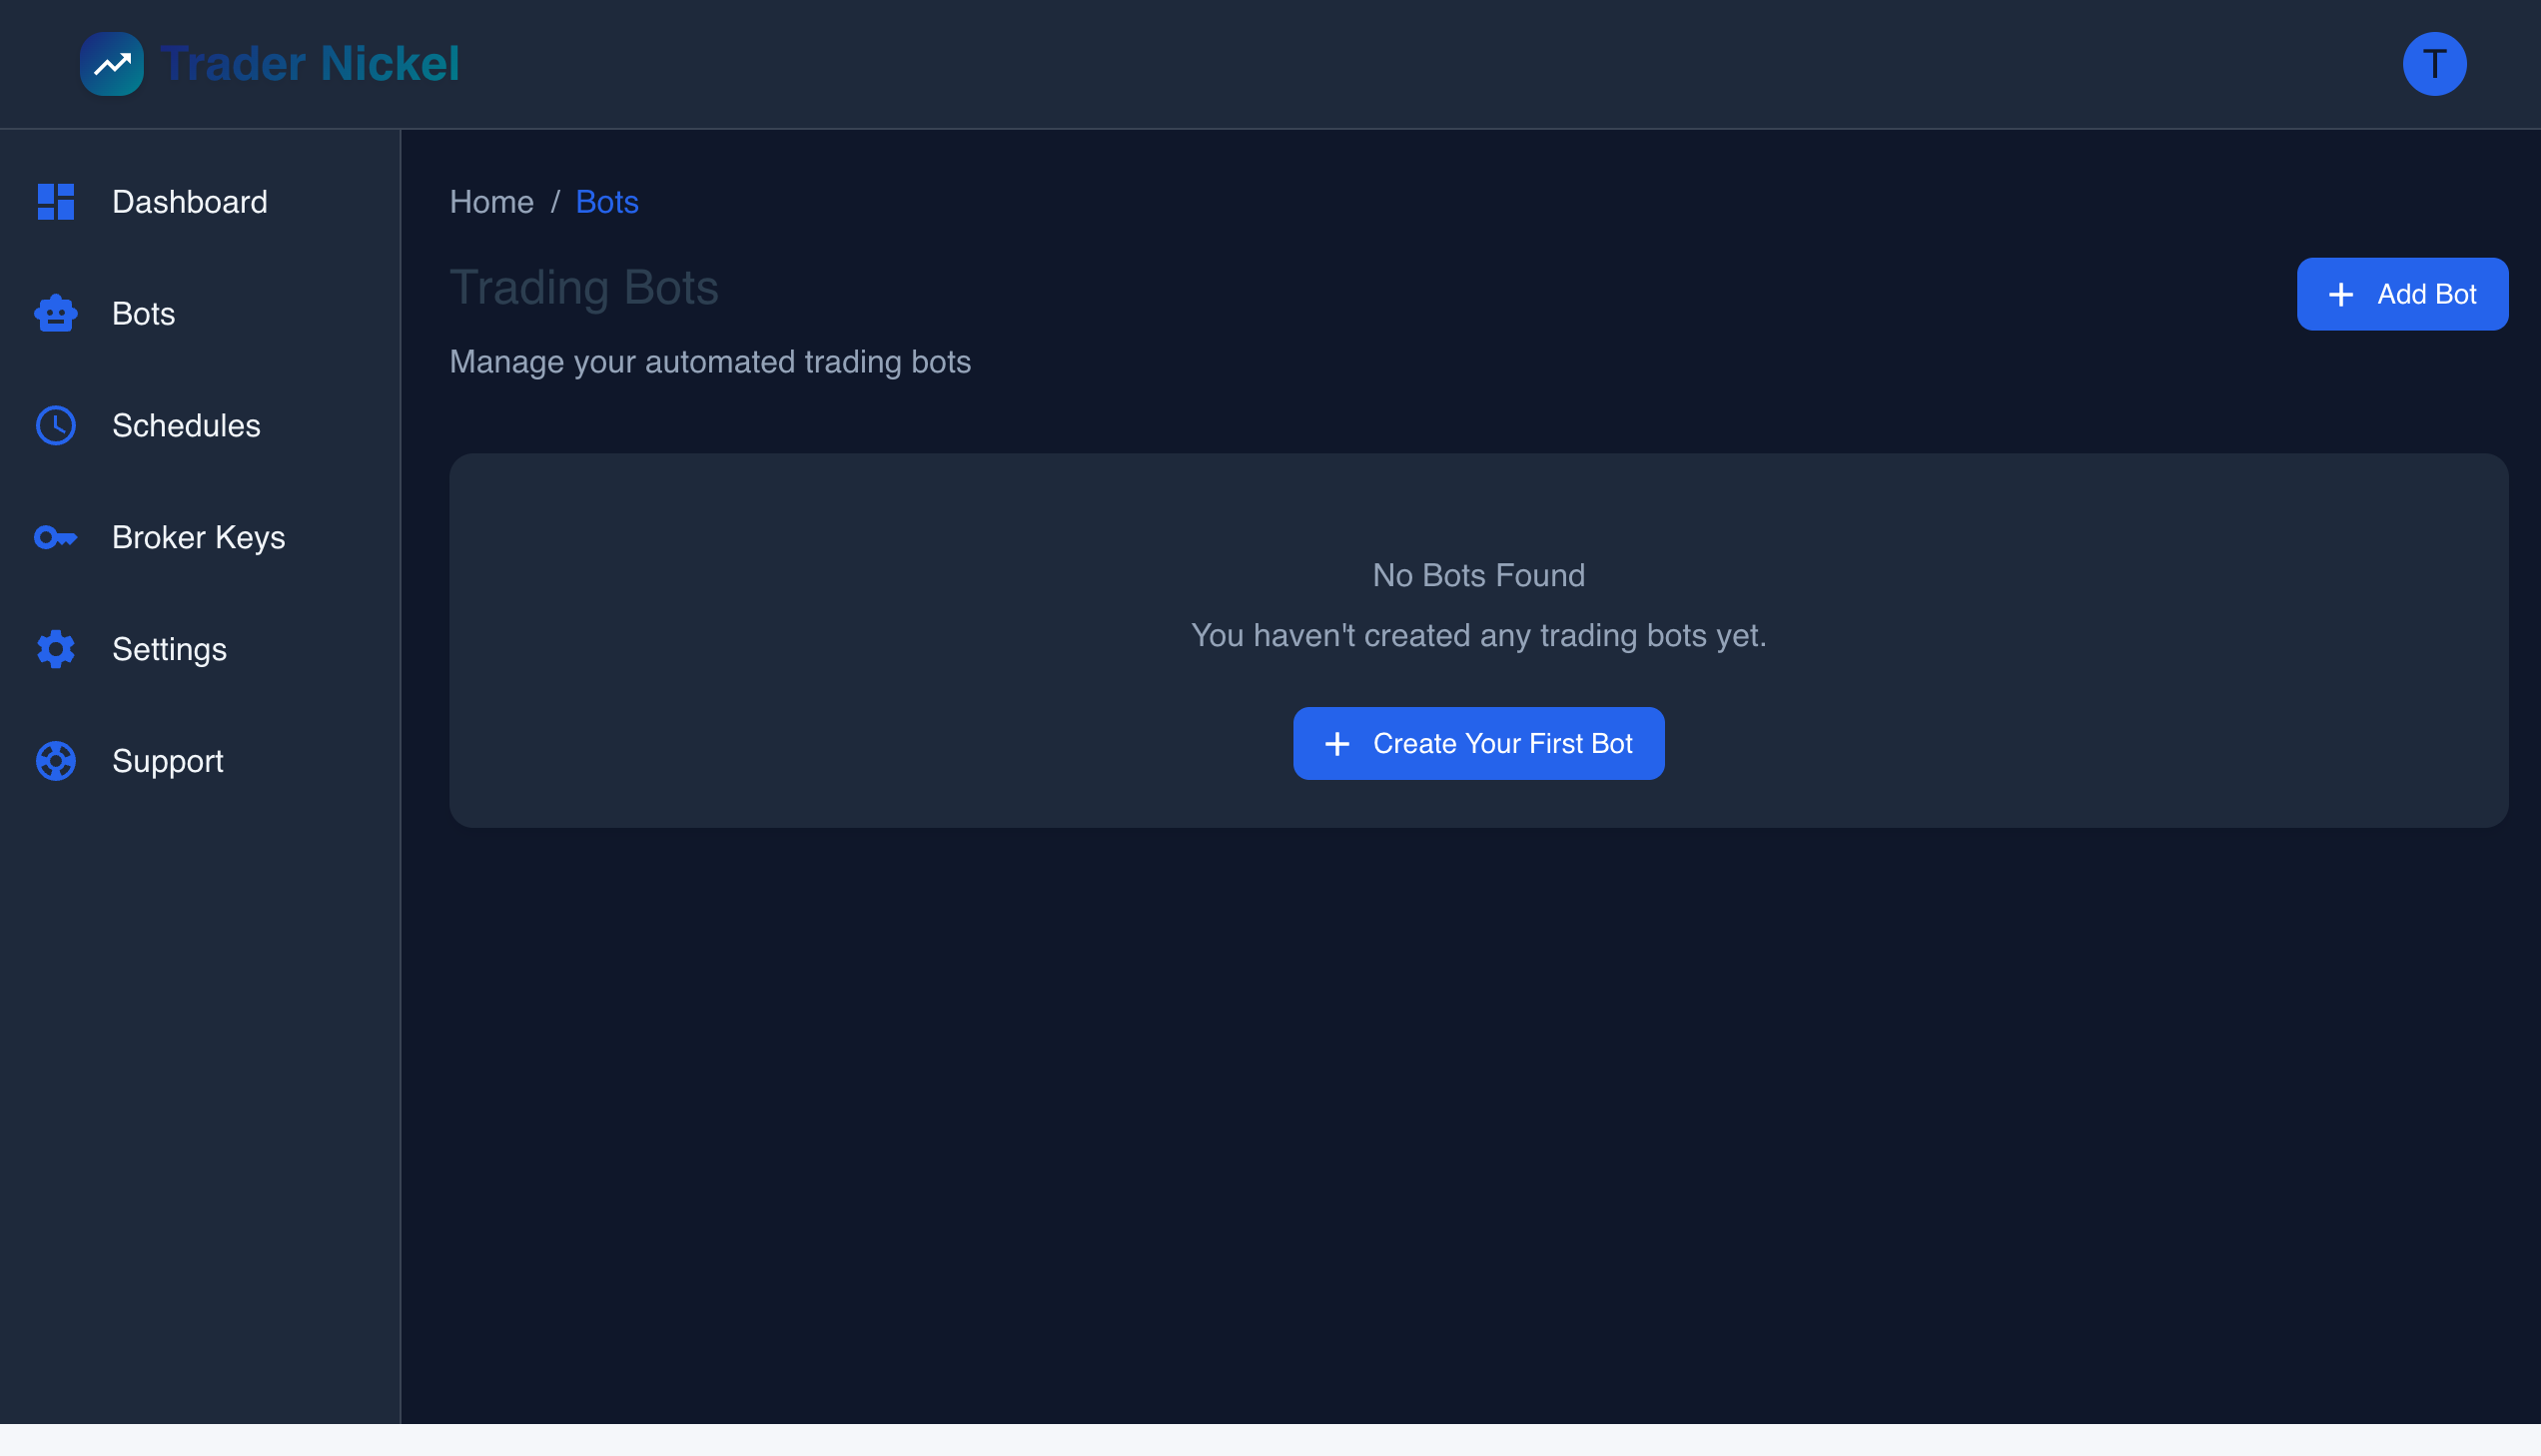 Trader Nickel
T
Dashboard
Bots
Schedules
Broker Keys
Settings
Support
Home / Bots
Trading Bots
Add Bot
Manage your automated trading bots
No Bots Found
You haven't created any trading bots yet.
Create Your First Bot